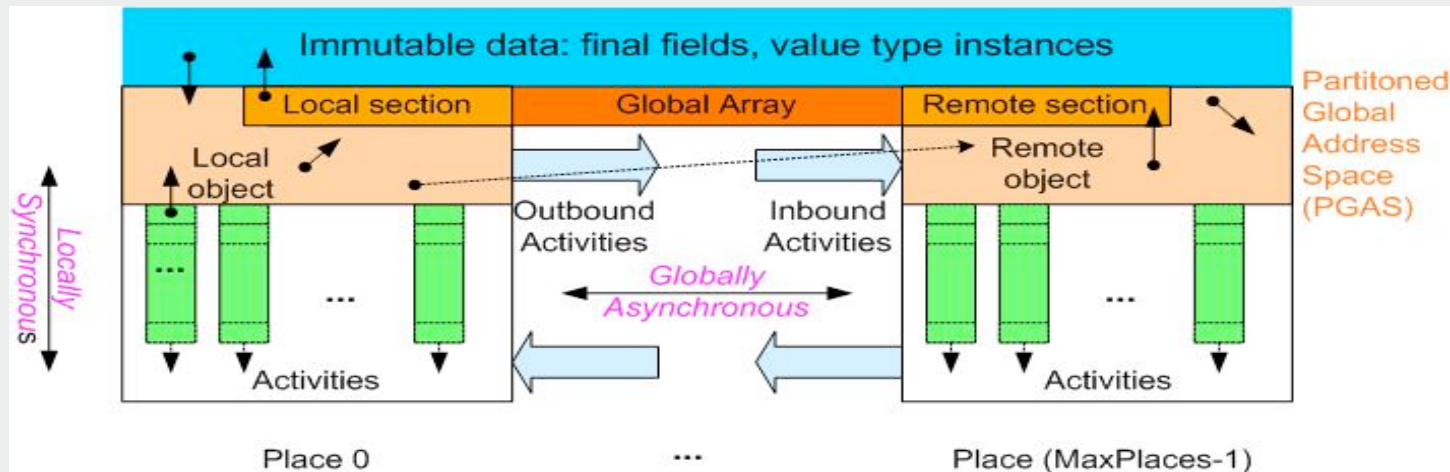 Immutable data: final fields, value type instances
Local section
Global Array
Remote section
Partitoned
Global
Address
Space
(PGAS)
Local
object
Remote
object
Locally
Synchronous
Outbound
Activities
Inbound
Activities
...
...
...
Globally
Asynchronous
Activities
Activities
Place 0
...
Place (MaxPlaces-1)